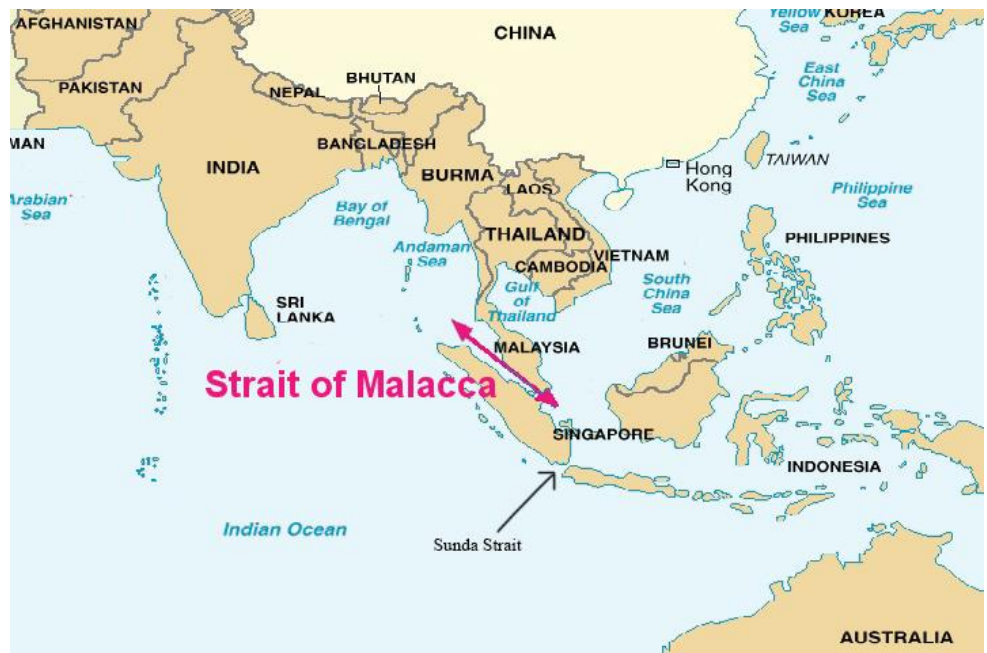 AFGHANISTAN
CHINA
Yellow
Sea
KOREA
PAKISTAN
NEPAL
BHUTAN
East
China
Sea
MAN
BANGLADESH
INDIA
BURMA
Hong
Kong
TAIWAN
LAOS
Arabian
Sea
Bay of
Bengal
Philippine
Sea
THAILAND
PHILIPPINES
Andaman
Sea
VIETNAM
CAMBODIA
South
China
Sea
Gulf
of
Thailand
SRI
LANKA
MALAYSIA
BRUNEI
Strait of Malacca
SINGAPORE
INDONESIA
Indian Ocean
Sunda Strait
AUSTRALIA